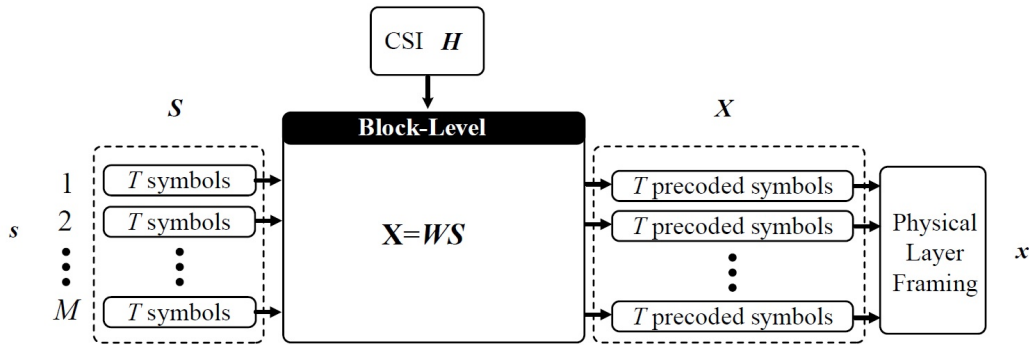 CSI H
S
Block-Level
X
1
T symbols
T precoded symbols
2
T symbols
T precoded symbols
s
X=WS
Physical
Layer
Framing
x
M
T symbols
T precoded symbols